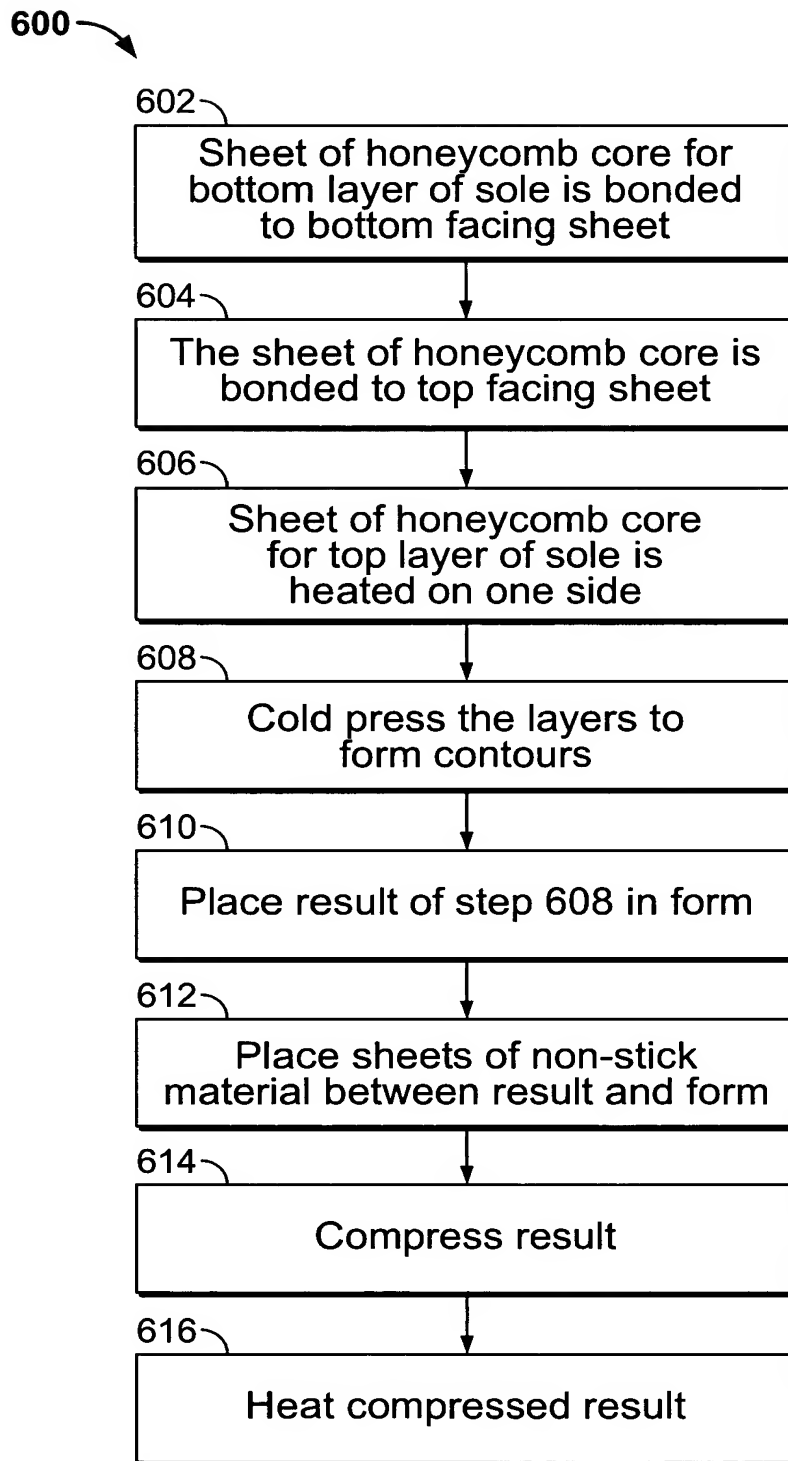 600
602
Sheet of honeycomb core for
bottom layer of sole is bonded
to bottom facing sheet
604
The sheet of honeycomb core is
bonded to top facing sheet
606
Sheet of honeycomb core
for top layer of sole is
heated on one side
608
Cold press the layers to
form contours
610
Place result of step 608 in form
612
Place sheets of non-stick
material between result and form
614
Compress result
616
Heat compressed result